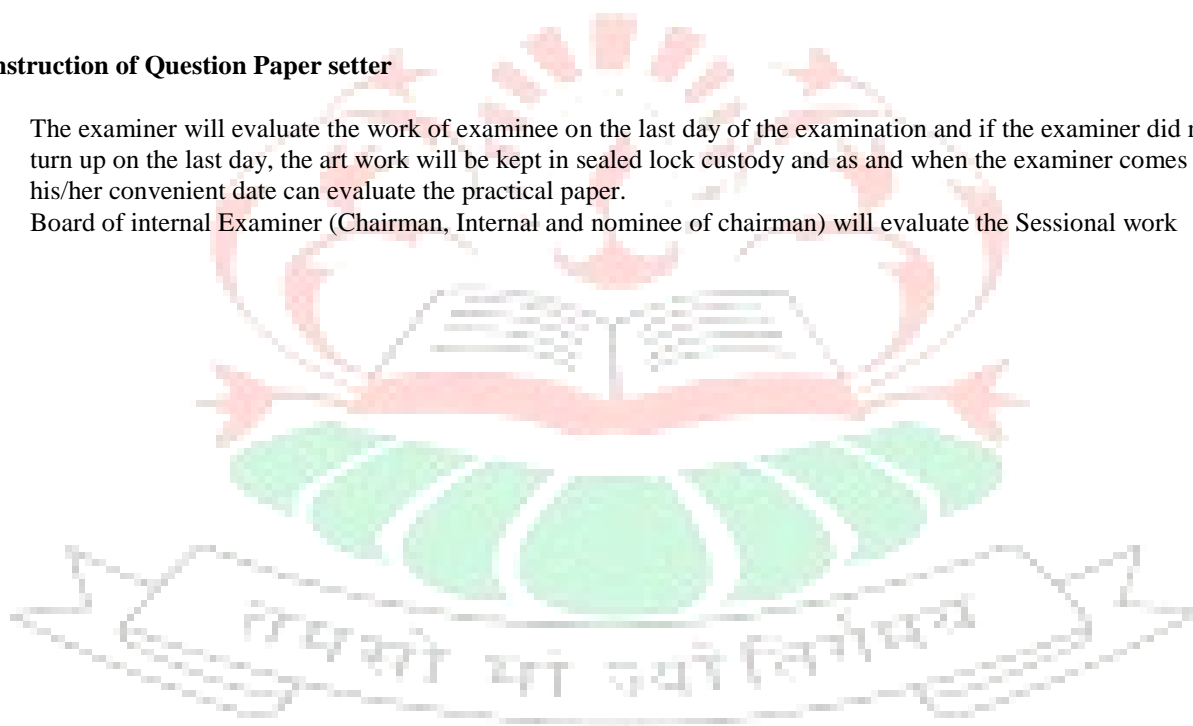 nstruction of Question Paper setter
The examiner will evaluate the work of examinee on the last day of the examination and if the examiner did
turn up on the last day, the art work will be kept in sealed lock custody and as and when the examiner comes
his/her convenient date can evaluate the practical paper.
Board of internal Examiner (Chairman, Internal and nominee of chairman) will evaluate the Sessional work
तमसो मा ज्योतिर्गमय